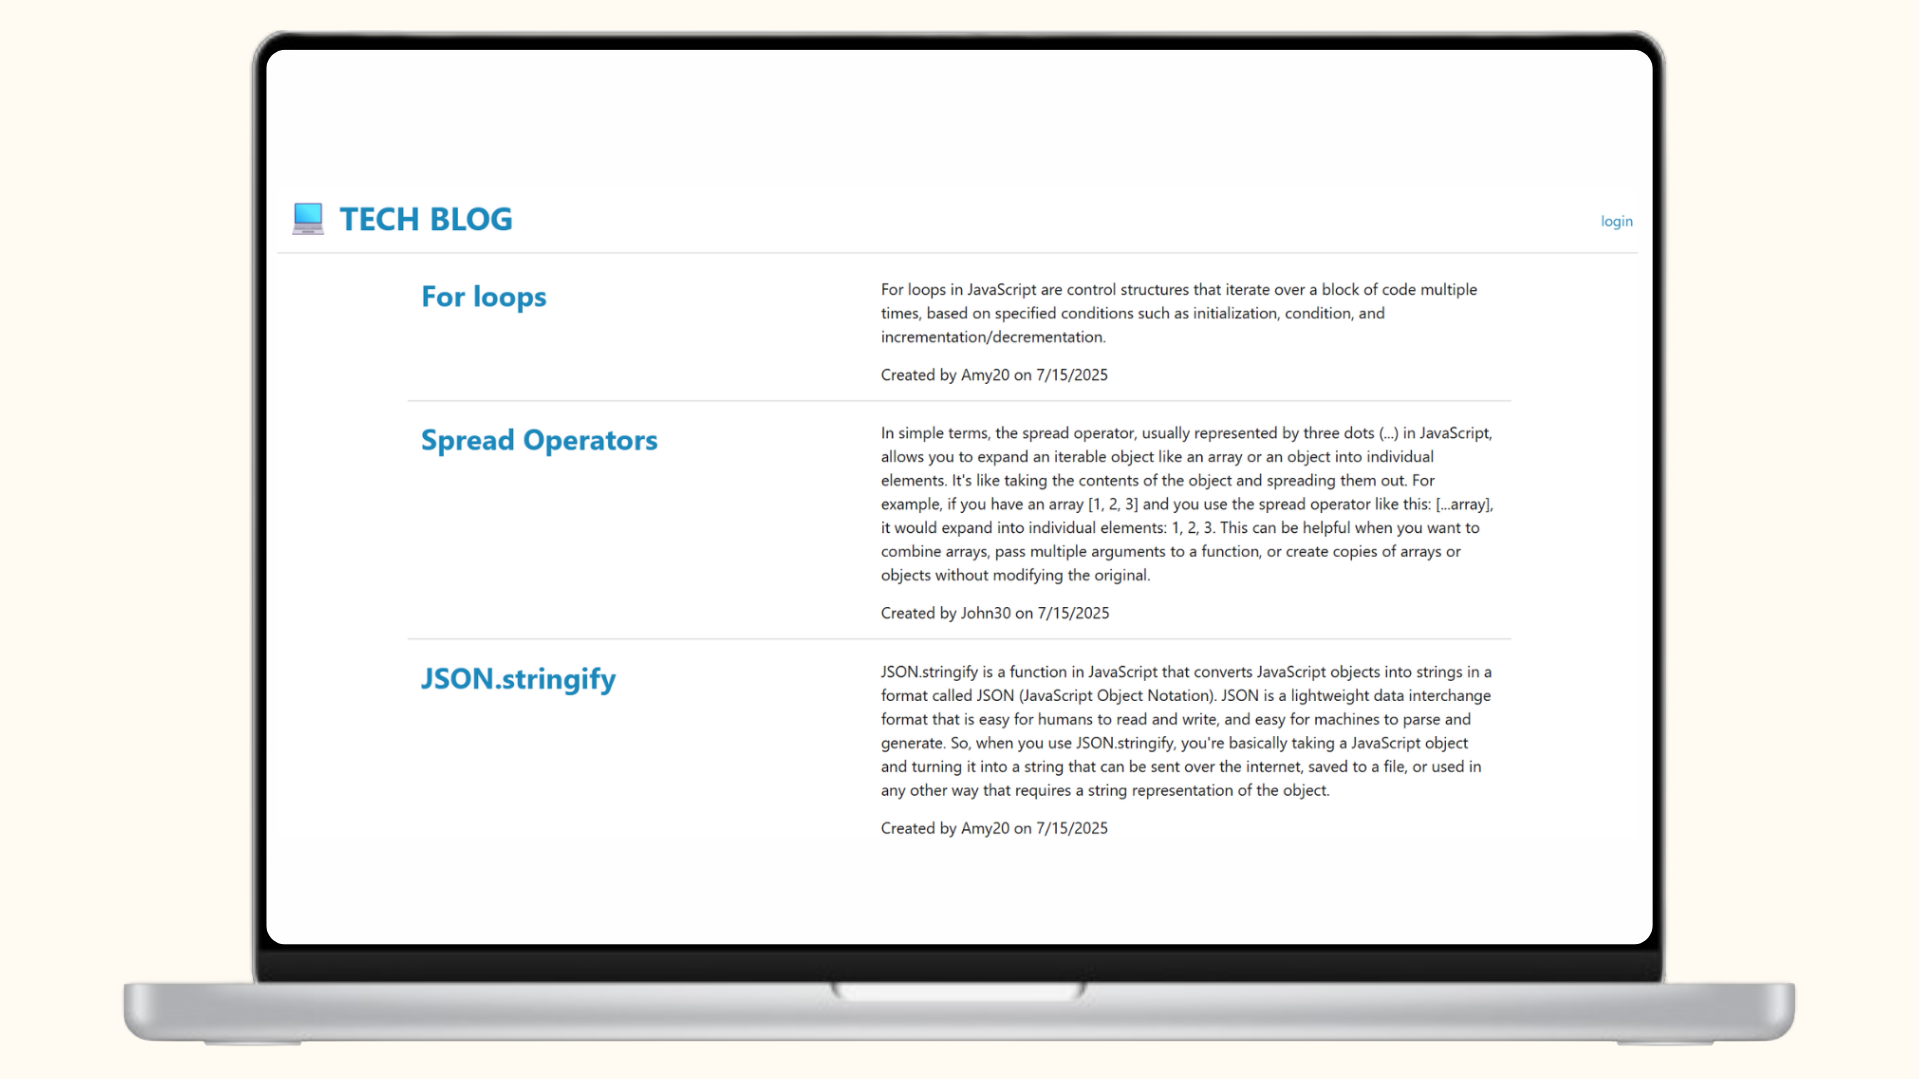 TECH BLOG
login
For loops
For loops in JavaScript are control structures that iterate over a block of code multiple
times, based on specified conditions such as initialization, condition, and
incrementation/decrementation.
Created by Amy20 on 7/15/2025
Spread Operators
In simple terms, the spread operator, usually represented by three dots (...) in JavaScript,
allows you to expand an iterable object like an array or an object into individual
elements. It's like taking the contents of the object and spreading them out. For
example, if you have an array [1, 2, 3] and you use the spread operator like this: [...array],
it would expand into individual elements: 1, 2, 3. This can be helpful when you want to
combine arrays, pass multiple arguments to a function, or create copies of arrays or
objects without modifying the original.
Created by John30 on 7/15/2025
JSON.stringify
JSON.stringify is a function in JavaScript that converts JavaScript objects into strings in a
format called JSON (JavaScript Object Notation). JSON is a lightweight data interchange
format that is easy for humans to read and write, and easy for machines to parse and
generate. So, when you use JSON.stringify, you're basically taking a JavaScript object
and turning it into a string that can be sent over the internet, saved to a file, or used in
any other way that requires a string representation of the object.
Created by Amy20 on 7/15/2025